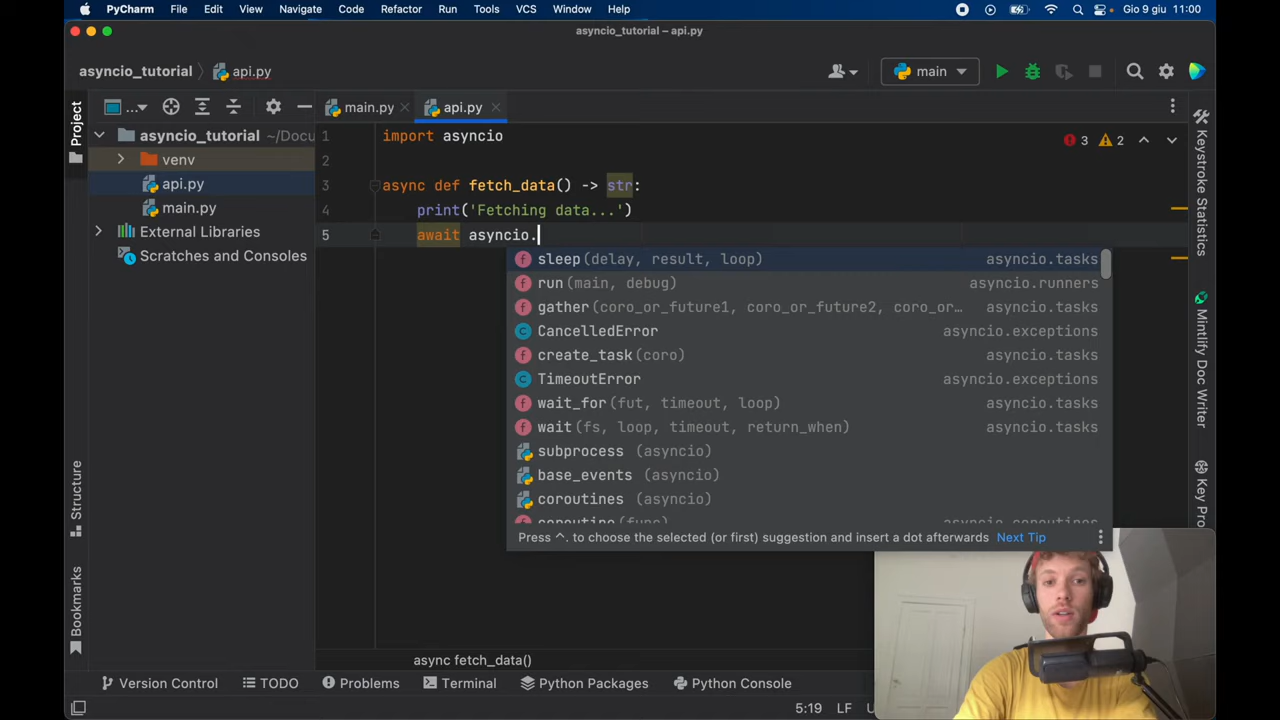 PyCharm File Edit View Navigate Code Refactor Run Tools VCS Window Help Gio 9 giu 11:00
asyncio_tutorial – api.py
asyncio_tutorial api.py main
Project
... main.py api.py
asyncio_tutorial ~/Docu
venv
api.py
main.py
External Libraries
Scratches and Consoles
1 import asyncio
3 2
2
3 async def fetch_data() -> str:
4 print('Fetching data...')
5 await asyncio.
sleep(delay, result, loop) asyncio.tasks
run(main, debug) asyncio.runners
gather(coro_or_future1, coro_or_future2, coro_or… asyncio.tasks
CancelledError asyncio.exceptions
create_task(coro) asyncio.tasks
TimeoutError asyncio.exceptions
wait_for(fut, timeout, loop) asyncio.tasks
wait(fs, loop, timeout, return_when) asyncio.tasks
subprocess (asyncio)
base_events (asyncio)
coroutines (asyncio)
coroutine(func) asyncio.coroutines
Press ^. to choose the selected (or first) suggestion and insert a dot afterwards Next Tip
Keystroke Statistics
Mintlify Doc Writer
Key Pro
Structure
Bookmarks
async fetch_data()
Version Control TODO Problems Terminal Python Packages Python Console
5:19 LF